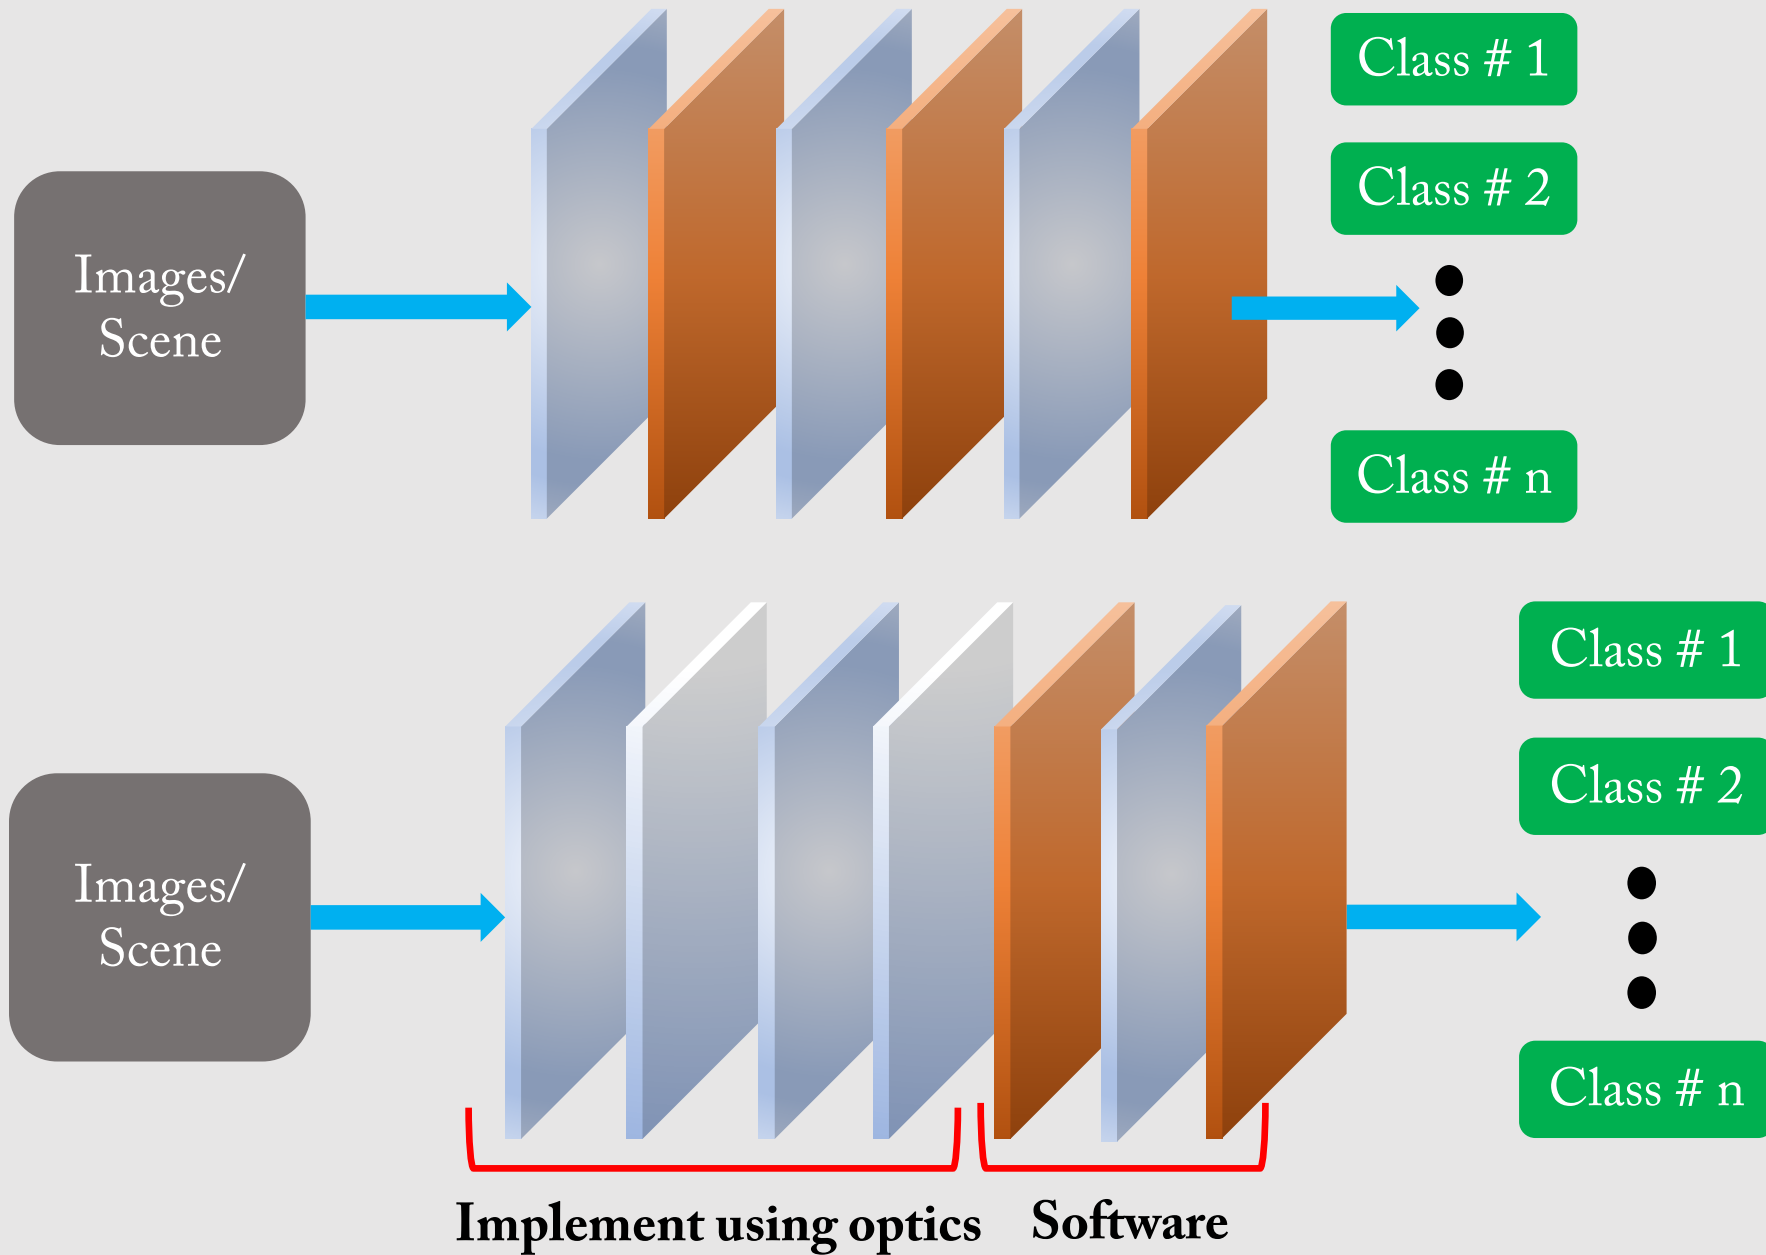 Class # 1
Class # 2
Images/
Scene
Class # n
Class # 1
Class # 2
Images/
Scene
Class # n
Implement using optics
Software